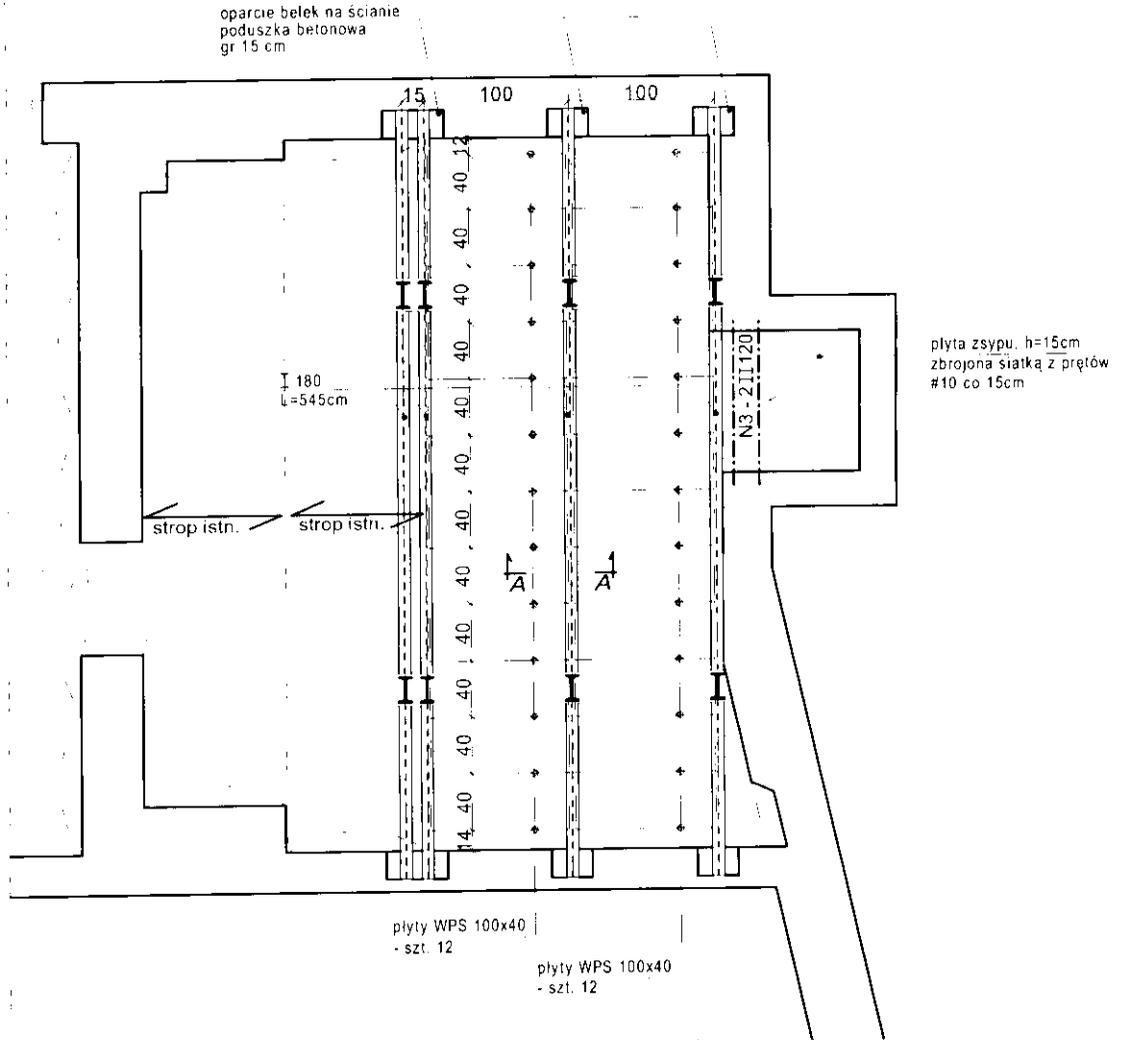 oparcie belek na ścianie
poduszka betonowa
gr 15 cm
15 100 100
12
40
40
40
40
40
40
40
40
40
40
40
40
14
I 180
L=545cm
strop istn.
strop istn.
A A
N3 - 2II120
płyta zsypu, h=15cm
zbrojona siatką z prętów
#10 co 15cm
płyty WPS 100x40
- szt. 12
płyty WPS 100x40
- szt. 12